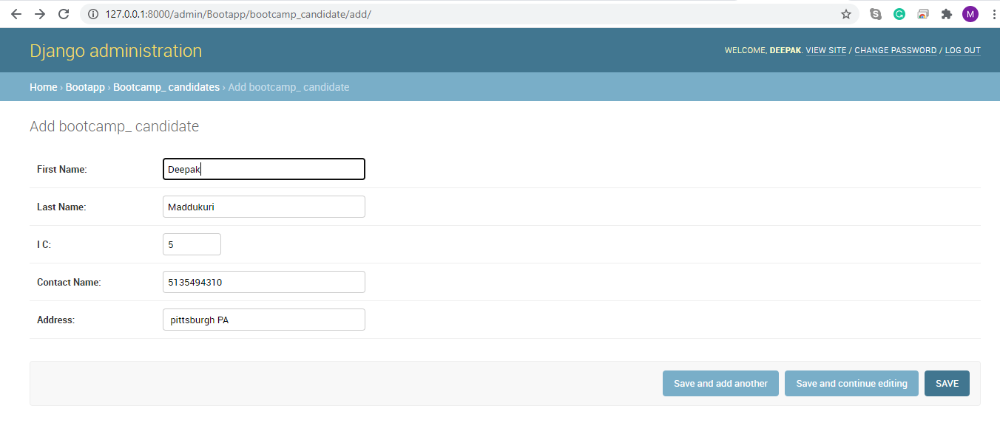 127.0.0.1:8000/admin/Bootapp/bootcamp_candidate/add/
G
M
Django administration
WELCOME, DEEPAK. VIEW SITE / CHANGE PASSWORD / LOG OUT
Home › Bootapp › Bootcamp_ candidates › Add bootcamp_ candidate
Add bootcamp_ candidate
First Name: Deepak
Last Name: Maddukuri
I C: 5
Contact Name: 5135494310
Address: pittsburgh PA
Save and add another Save and continue editing SAVE